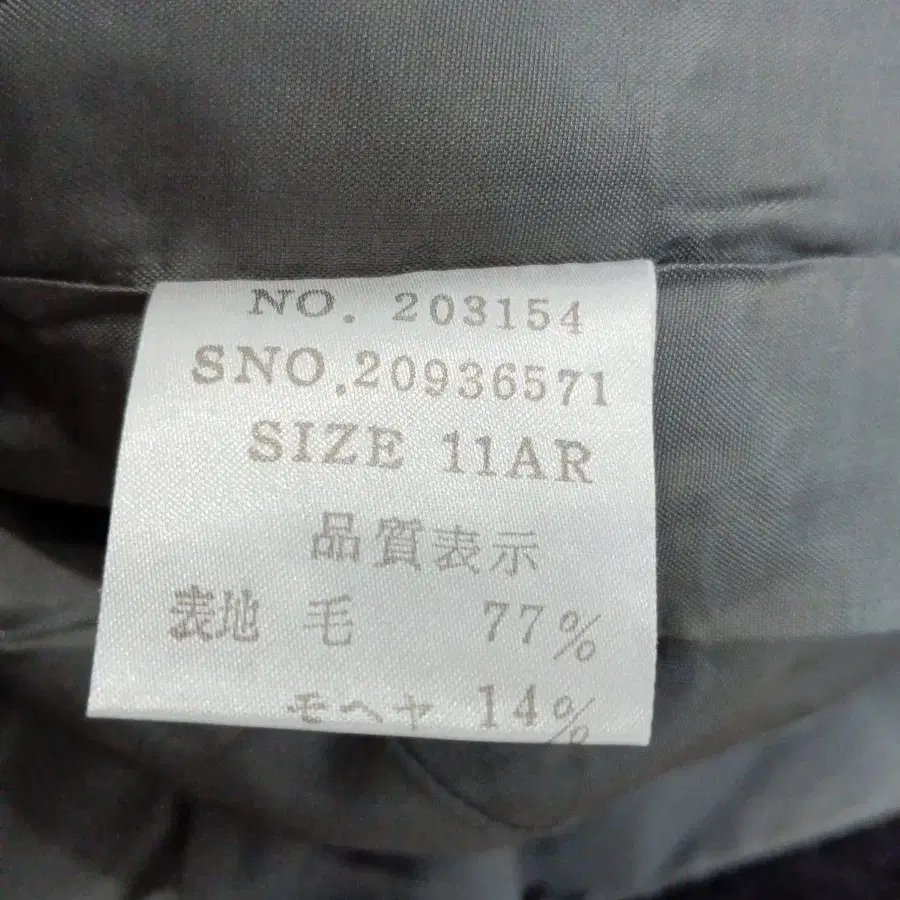 NO. 203154
SNO.20936571
SIZE 11AR
品質表示
表地 毛 77%
モヘヤ 14%